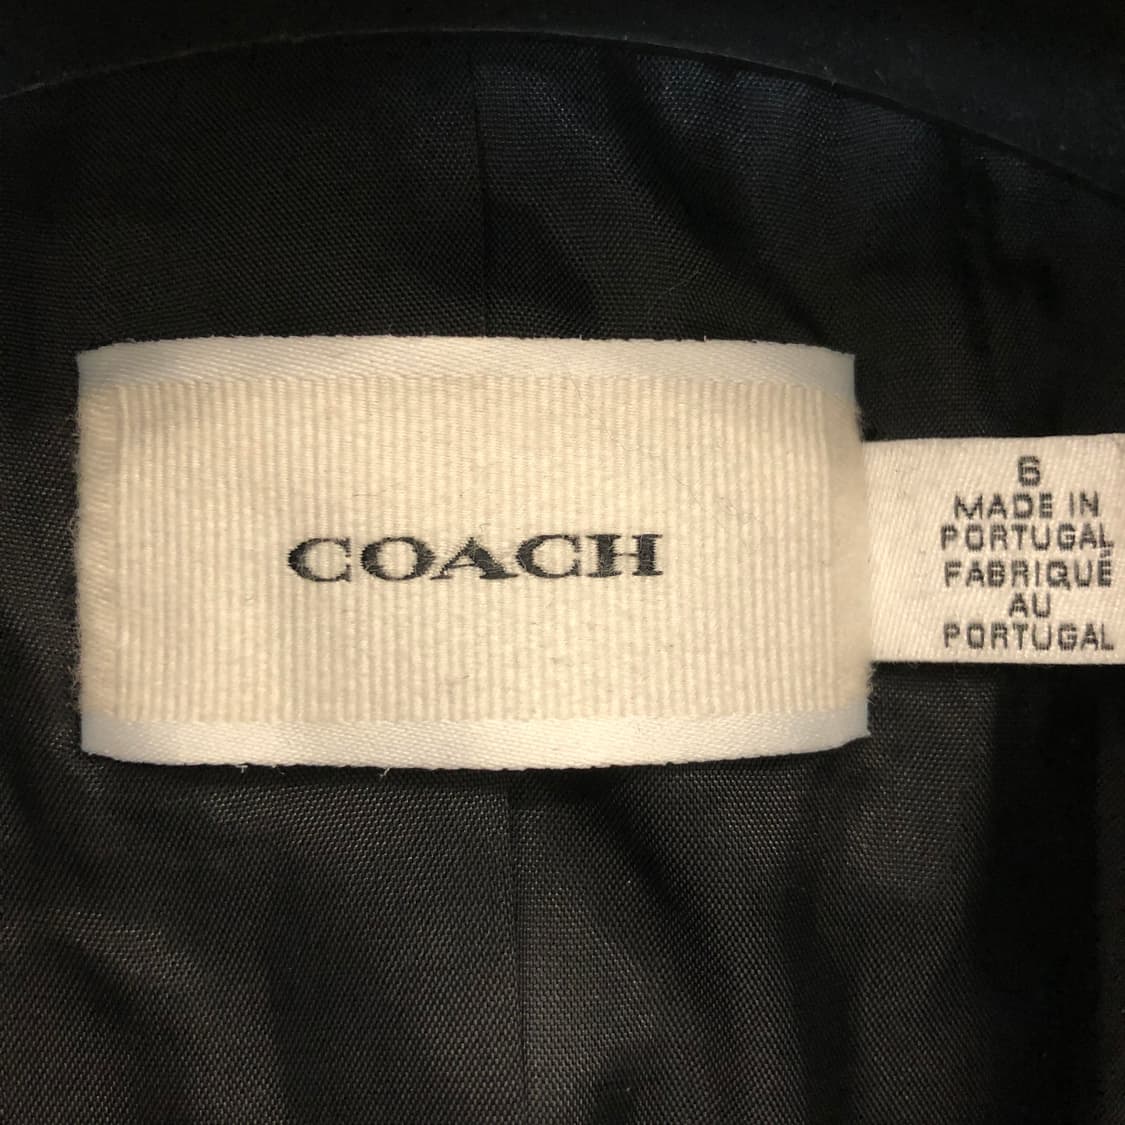 COACH
6
MADE IN
PORTUGAL
FABRIQUÉ
AU
PORTUGAL